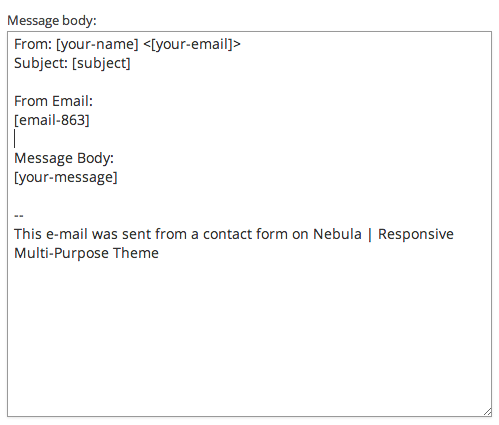 Message body:
From: [your-name] <[your-email]>
Subject: [subject]
From Email:
[email-863]
Message Body:
[your-message]
--
This e-mail was sent from a contact form on Nebula | Responsive
Multi-Purpose Theme